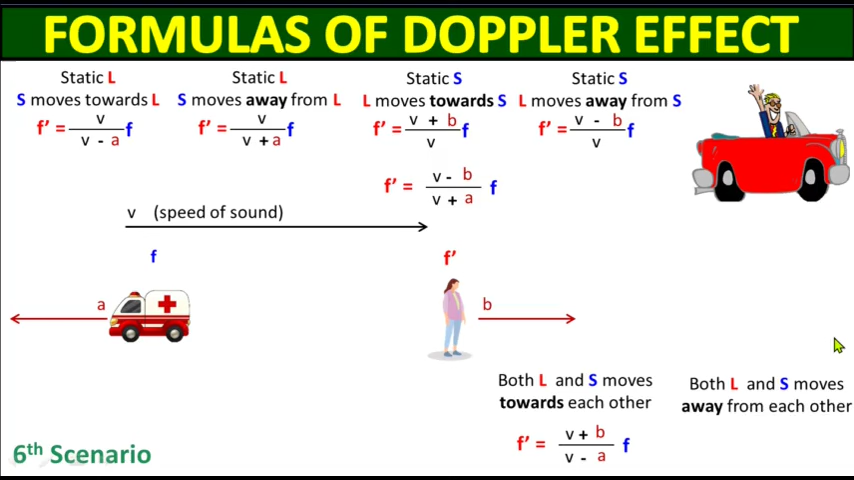 FORMULAS OF DOPPLER EFFECT
Static L
S moves towards L
f' = v / v - a f
Static L
S moves away from L
f' = v / v + a f
Static S
L moves towards S
f' = v + b / v f
Static S
L moves away from S
f' = v - b / v f
f' = v - b / v + a f
v (speed of sound)
f
f'
a
b
Both L and S moves
towards each other
f' = v + b / v - a f
Both L and S moves
away from each other
6th Scenario